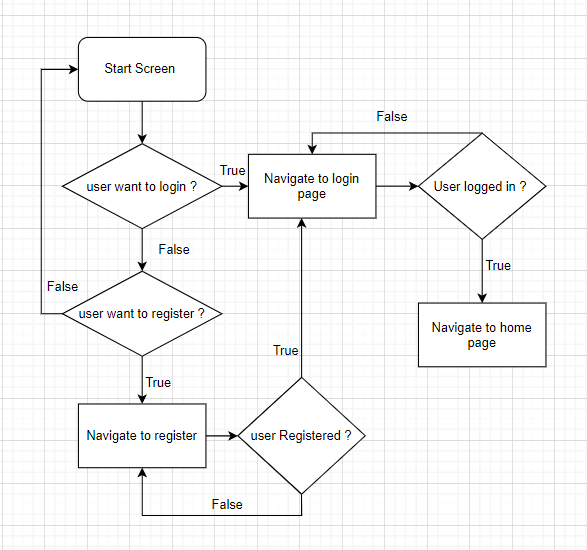 Start Screen
False
True
user want to login ?
Navigate to login
page
User logged in ?
False
True
False
user want to register ?
Navigate to home
page
True
True
Navigate to register
user Registered ?
False